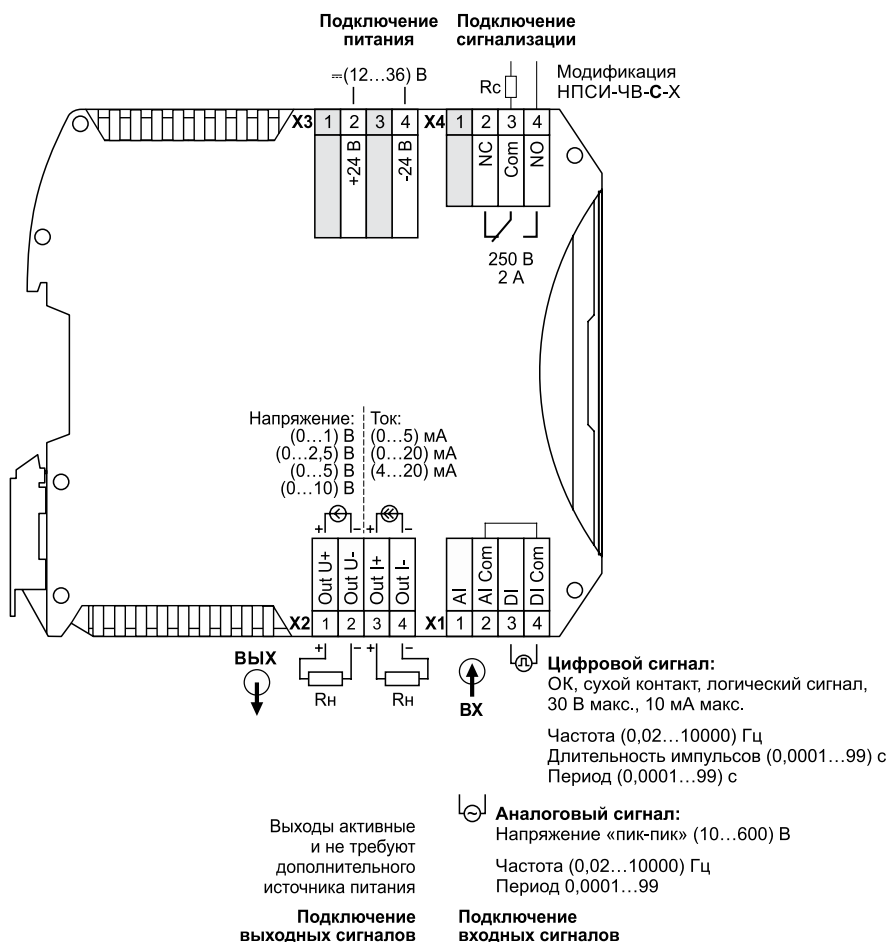 Подключение питания
Подключение сигнализации
⎓(12...36) В
Rc
Модификация
НПСИ-ЧВ-С-Х
X3 1 2 3 4
X4 1 2 3 4
+24 В
-24 В
NC
Com
NO
250 В
2 А
Напряжение:
(0...1) В
(0...2,5) В
(0...5) В
(0...10) В
Ток:
(0...5) мА
(0...20) мА
(4...20) мА
+ − + −
Out U+
Out U-
Out I+
Out I-
AI
AI Com
DI
DI Com
X2 1 2 3 4
X1 1 2 3 4
+ − + −
ВЫХ
Rн
Rн
ВХ
Цифровой сигнал:
ОК, сухой контакт, логический сигнал,
30 В макс., 10 мА макс.
Частота (0,02...10000) Гц
Длительность импульсов (0,0001...99) с
Период (0,0001...99) с
Аналоговый сигнал:
Напряжение «пик-пик» (10...600) В
Частота (0,02...10000) Гц
Период 0,0001...99
Выходы активные
и не требуют
дополнительного
источника питания
Подключение
выходных сигналов
Подключение
входных сигналов